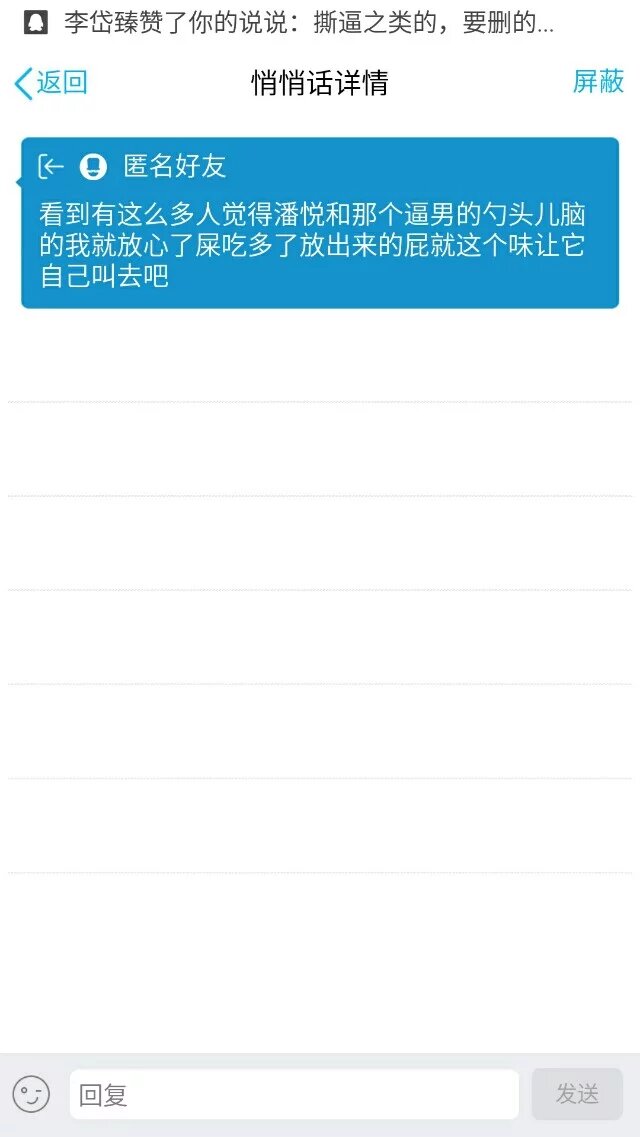 李岱臻赞了你的说说：撕逼之类的，要删的...
返回
悄悄话详情
屏蔽
匿名好友
看到有这么多人觉得潘悦和那个逼男的勺头儿脑
的我就放心了屎吃多了放出来的屁就这个味让它
自己叫去吧
回复
发送